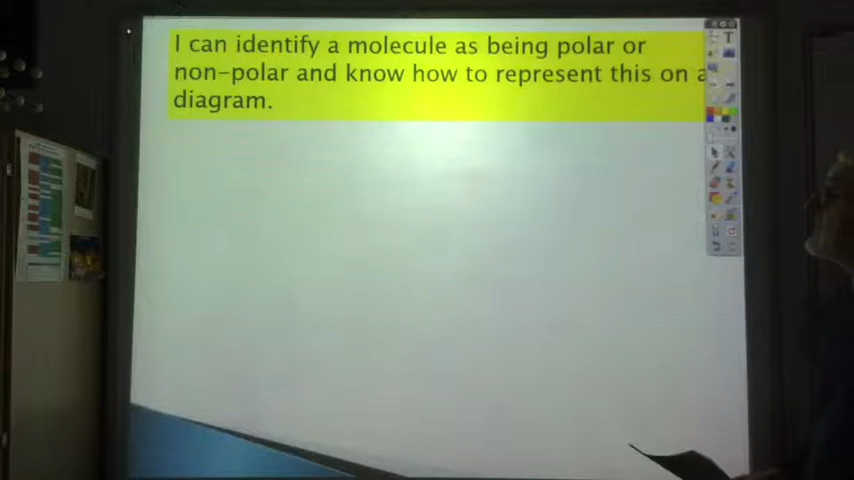 I can identify a molecule as being polar or
non-polar and know how to represent this on a
diagram.